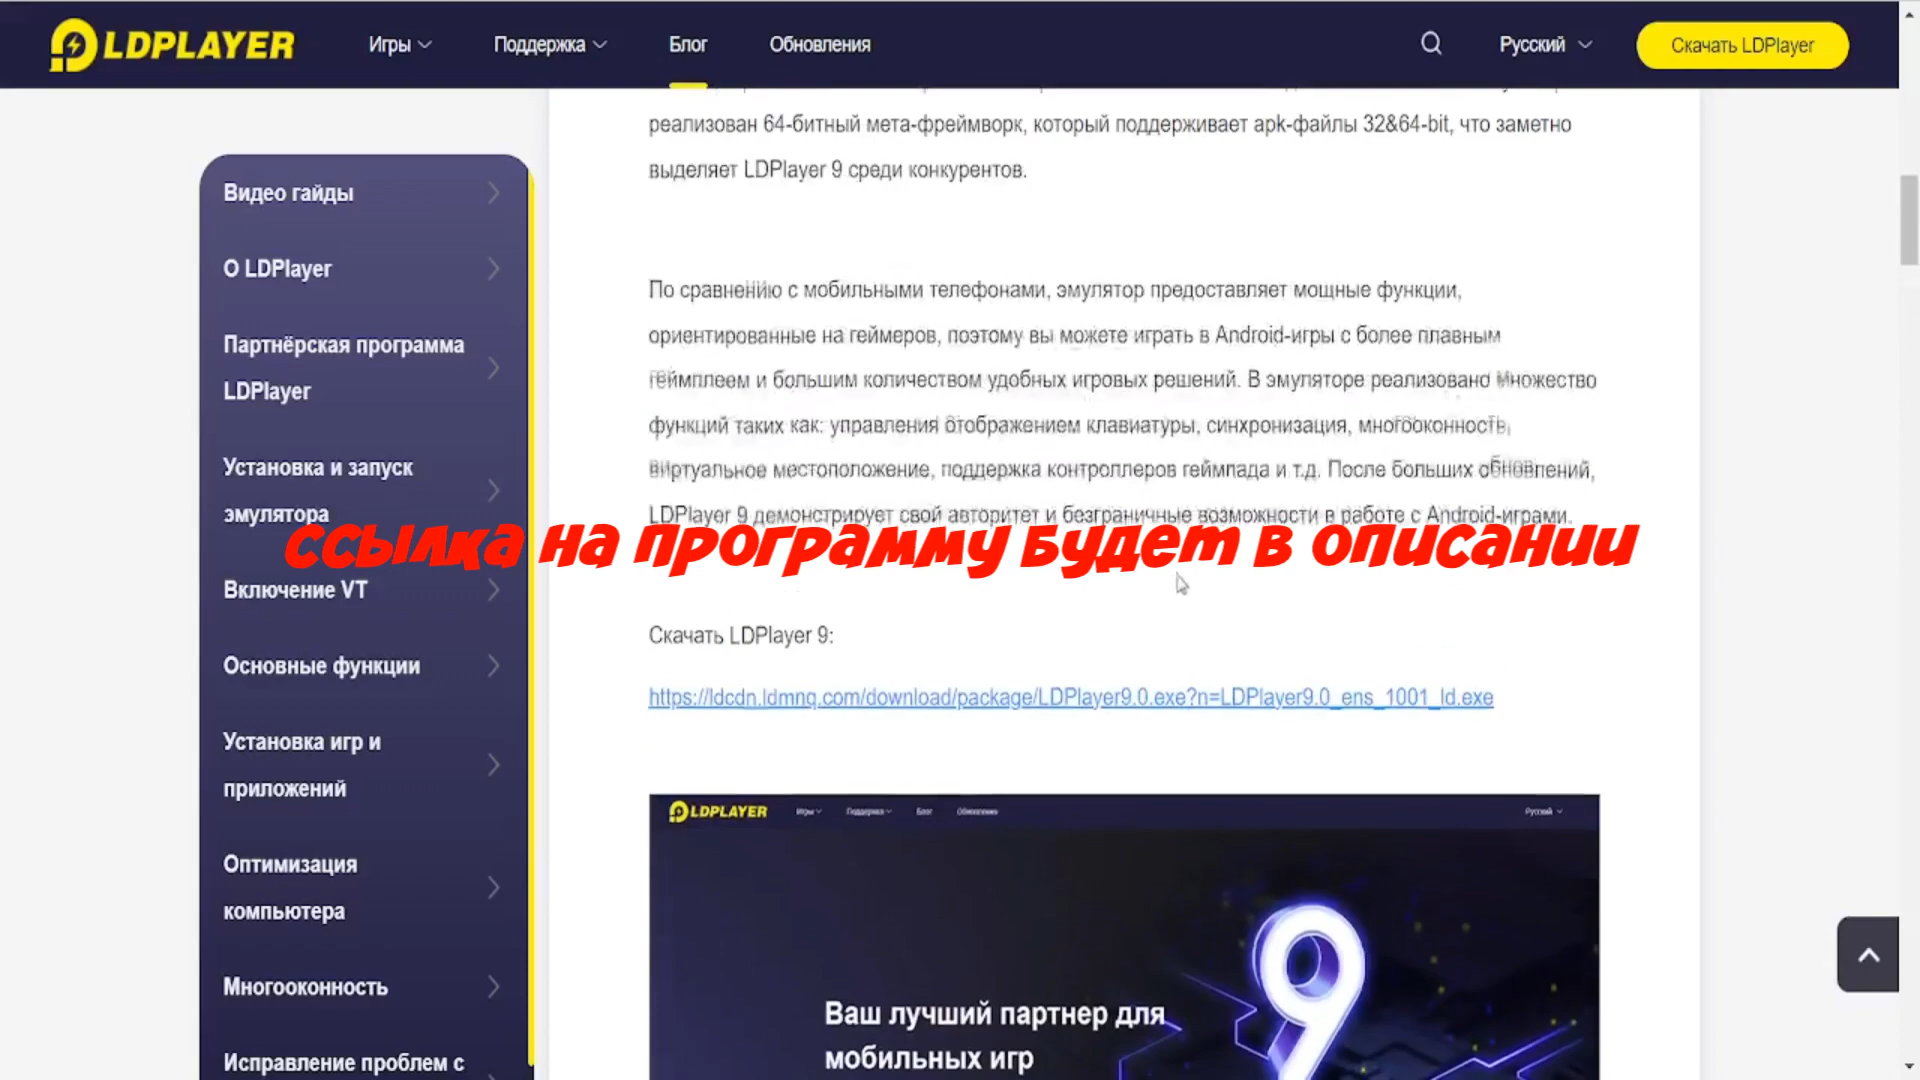 LDPLAYER
Игры
Поддержка
Блог
Обновления
Русский
Скачать LDPlayer
реализован 64-битный мета-фреймворк, который поддерживает apk-файлы 32&64-bit, что заметно
выделяет LDPlayer 9 среди конкурентов.
Видео гайды
О LDPlayer
Партнёрская программа
LDPlayer
Установка и запуск
эмулятора
Включение VT
Основные функции
Установка игр и
приложений
Оптимизация
компьютера
Многооконность
Исправление проблем с
По сравнению с мобильными телефонами, эмулятор предоставляет мощные функции,
ориентированные на геймеров, поэтому вы можете играть в Android-игры с более плавным
геймплеем и большим количеством удобных игровых решений. В эмуляторе реализовано множество
функций таких как: управления отображением клавиатуры, синхронизация, многооконность,
виртуальное местоположение, поддержка контроллеров геймпада и т.д. После больших обновлений,
LDPlayer 9 демонстрирует свой авторитет и безграничные возможности в работе с Android-играми.
ссылка на программу будет в описании
Скачать LDPlayer 9:
https://ldcdn.ldmnq.com/download/package/LDPlayer9.0.exe?n=LDPlayer9.0_ens_1001_ld.exe
LDPLAYER
Игры
Поддержка
Блог
Обновления
Русский
9
Ваш лучший партнер для
мобильных игр